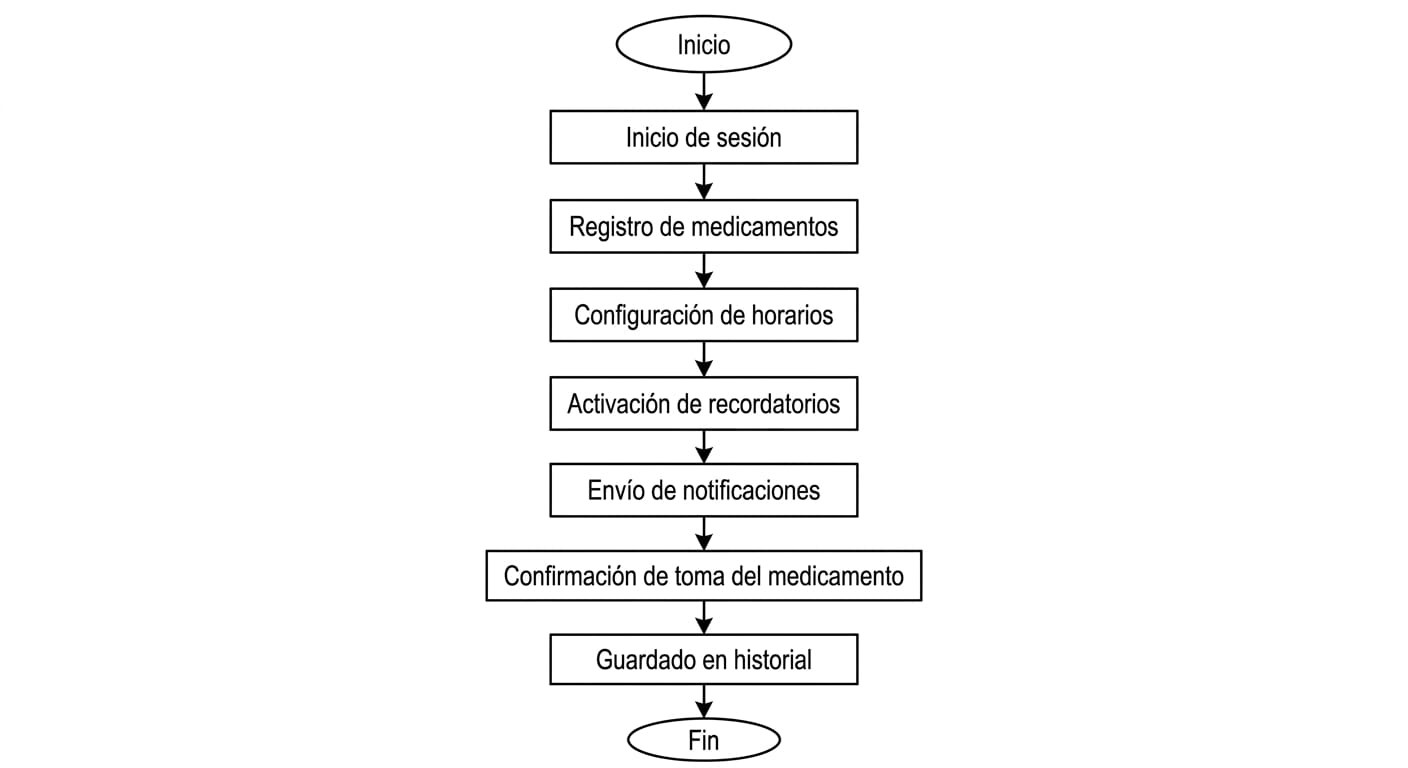 Inicio
Inicio de sesión
Registro de medicamentos
Configuración de horarios
Activación de recordatorios
Envío de notificaciones
Confirmación de toma del medicamento
Guardado en historial
Fin